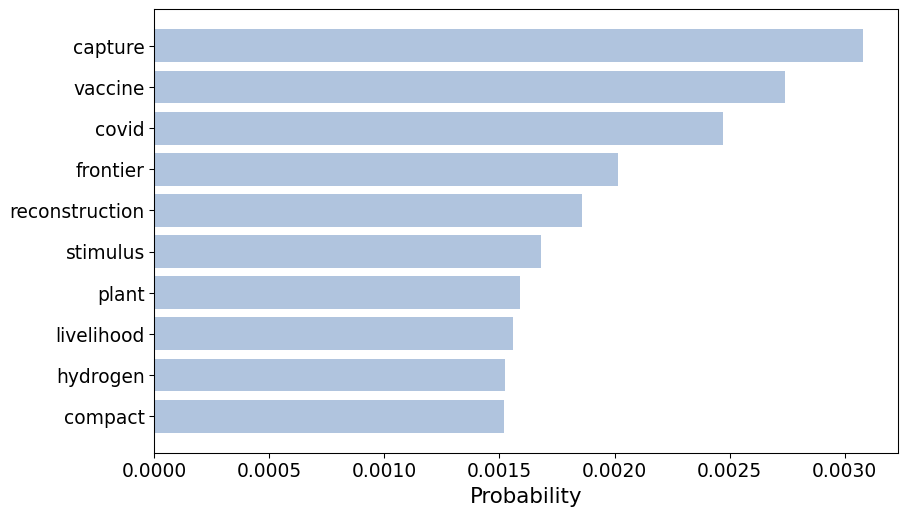 capture
vaccine
covid
frontier
reconstruction
stimulus
plant
livelihood
hydrogen
compact
0.0000 0.0005 0.0010 0.0015 0.0020 0.0025 0.0030
Probability